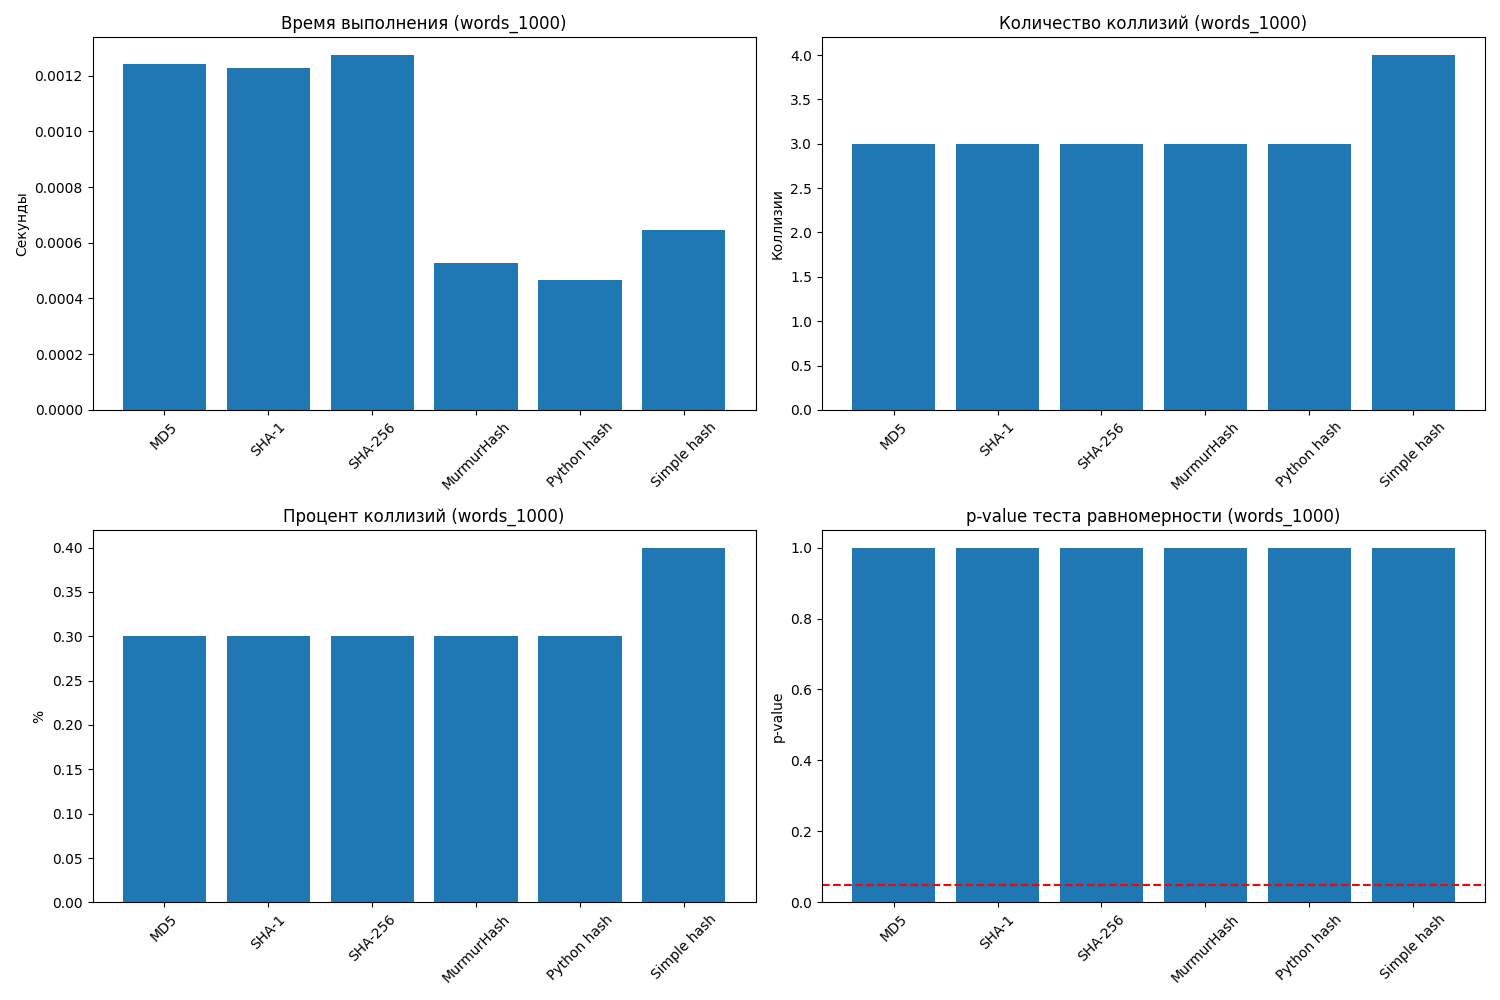 Время выполнения (words_1000)
Секунды
0.0012
0.0010
0.0008
0.0006
0.0004
0.0002
0.0000
MD5
SHA-1
SHA-256
MurmurHash
Python hash
Simple hash
Количество коллизий (words_1000)
Коллизии
4.0
3.5
3.0
2.5
2.0
1.5
1.0
0.5
0.0
MD5
SHA-1
SHA-256
MurmurHash
Python hash
Simple hash
Процент коллизий (words_1000)
%
0.40
0.35
0.30
0.25
0.20
0.15
0.10
0.05
0.00
MD5
SHA-1
SHA-256
MurmurHash
Python hash
Simple hash
p-value теста равномерности (words_1000)
p-value
1.0
0.8
0.6
0.4
0.2
0.0
MD5
SHA-1
SHA-256
MurmurHash
Python hash
Simple hash